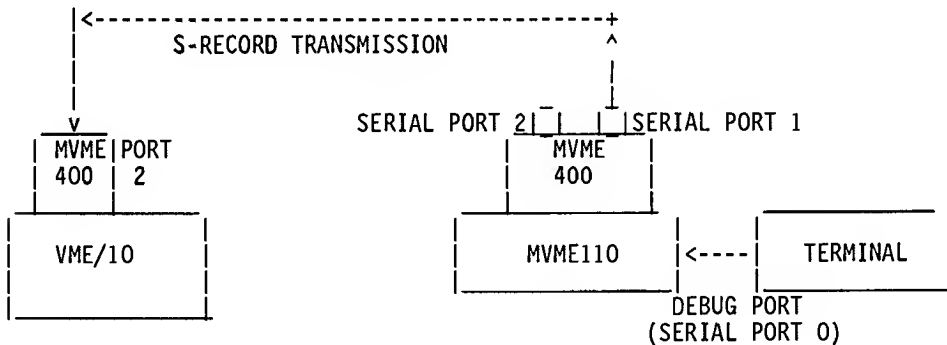 S-RECORD TRANSMISSION
SERIAL PORT 2 SERIAL PORT 1
MVME PORT MVME
400 2 400
VME/10 MVME110 TERMINAL
DEBUG PORT
(SERIAL PORT 0)